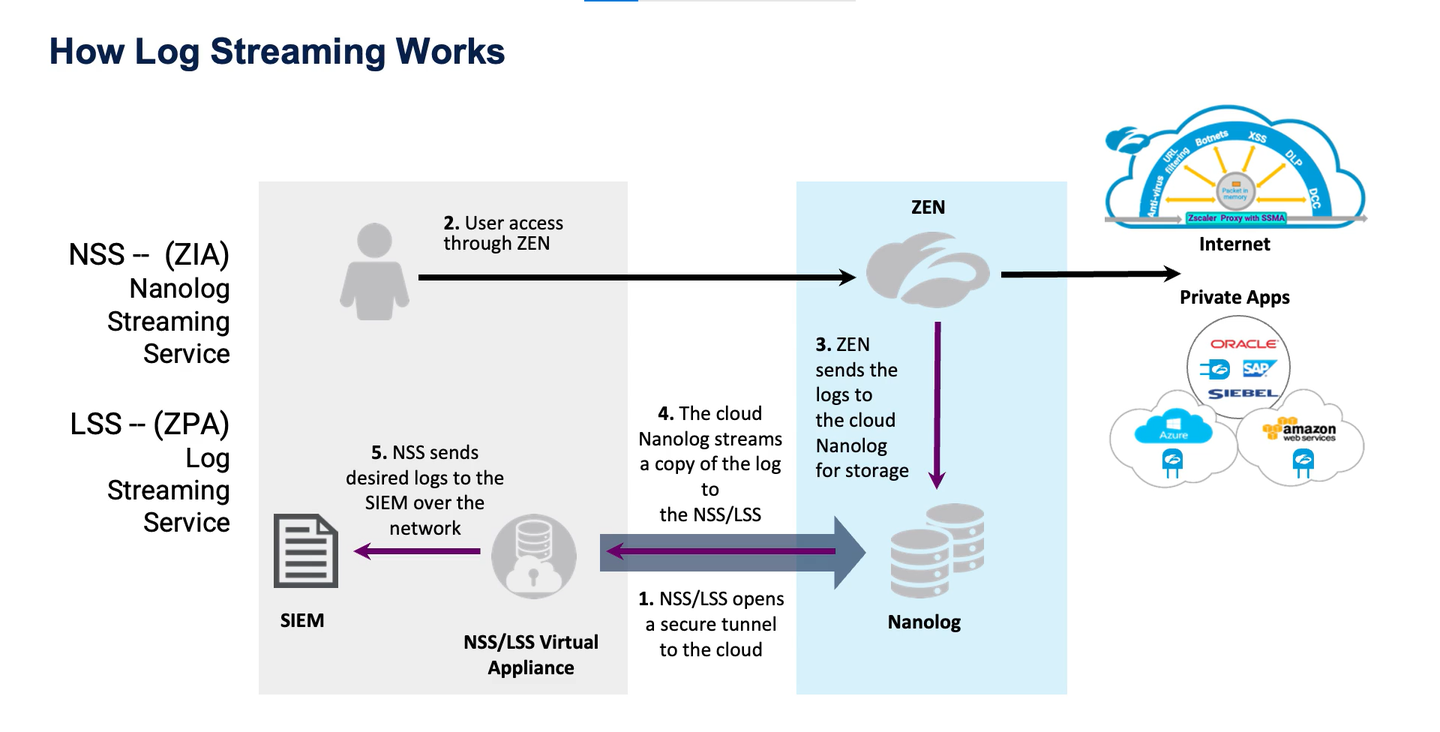 How Log Streaming Works
NSS -- (ZIA)
Nanolog
Streaming
Service
LSS -- (ZPA)
Log
Streaming
Service
2. User access
through ZEN
5. NSS sends
desired logs to the
SIEM over the
network
SIEM
NSS/LSS Virtual
Appliance
4. The cloud
Nanolog streams
a copy of the log
to
the NSS/LSS
1. NSS/LSS opens
a secure tunnel
to the cloud
ZEN
3. ZEN
sends the
logs to
the cloud
Nanolog
for storage
Nanolog
Anti-virus
URL
filtering
Botnets
XSS
DLP
DCC
Packet in
memory
Zscaler Proxy with SSMA
Internet
Private Apps
ORACLE
SAP
SIEBEL
Azure
amazon
web services